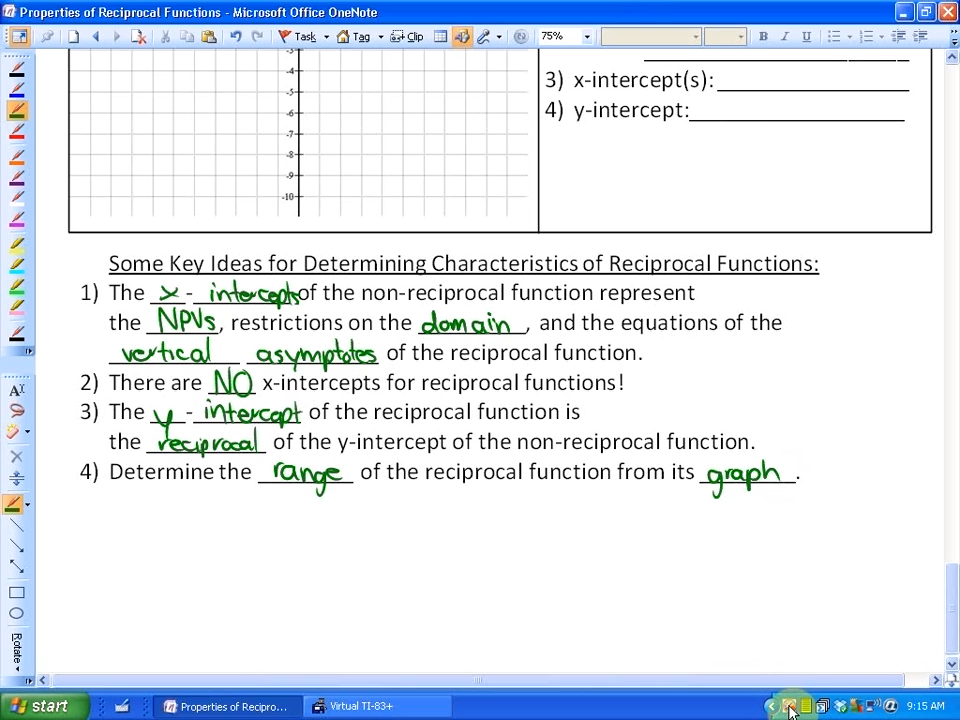 Properties of Reciprocal Functions - Microsoft Office OneNote
Task Tag Clip 75% B I U
-3
-4
-5
-6
-7
-8
-9
-10
3) x-intercept(s):
4) y-intercept:
Some Key Ideas for Determining Characteristics of Reciprocal Functions:
1) The x - intercepts of the non-reciprocal function represent
the NPVs, restrictions on the domain, and the equations of the
vertical asymptotes of the reciprocal function.
2) There are NO x-intercepts for reciprocal functions!
3) The y - intercept of the reciprocal function is
the reciprocal of the y-intercept of the non-reciprocal function.
4) Determine the range of the reciprocal function from its graph.
Rotate
start Properties of Recipro... Virtual TI-83+ 9:15 AM